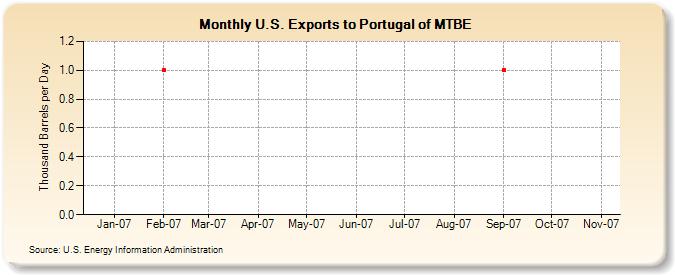 Monthly U.S. Exports to Portugal of MTBE
Thousand Barrels per Day
1.2
1.0
0.8
0.6
0.4
0.2
0.0
Jan-07 Feb-07 Mar-07 Apr-07 May-07 Jun-07 Jul-07 Aug-07 Sep-07 Oct-07 Nov-07
Source: U.S. Energy Information Administration